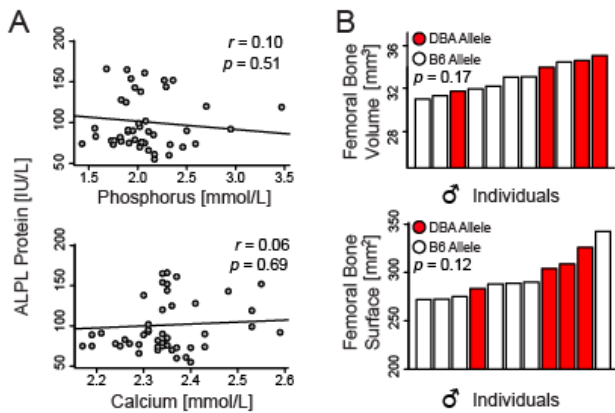 A
ALPL Protein [IU/L]
200
150
100
50
r = 0.10
p = 0.51
1.5 2.0 2.5 3.0 3.5
Phosphorus [mmol/L]
200
150
100
50
r = 0.06
p = 0.69
2.2 2.3 2.4 2.5 2.6
Calcium [mmol/L]
B
Femoral Bone
Volume [mm³]
36
32
28
DBA Allele
B6 Allele
p = 0.17
♂ Individuals
Femoral Bone
Surface [mm²]
350
300
250
200
DBA Allele
B6 Allele
p = 0.12
♂ Individuals